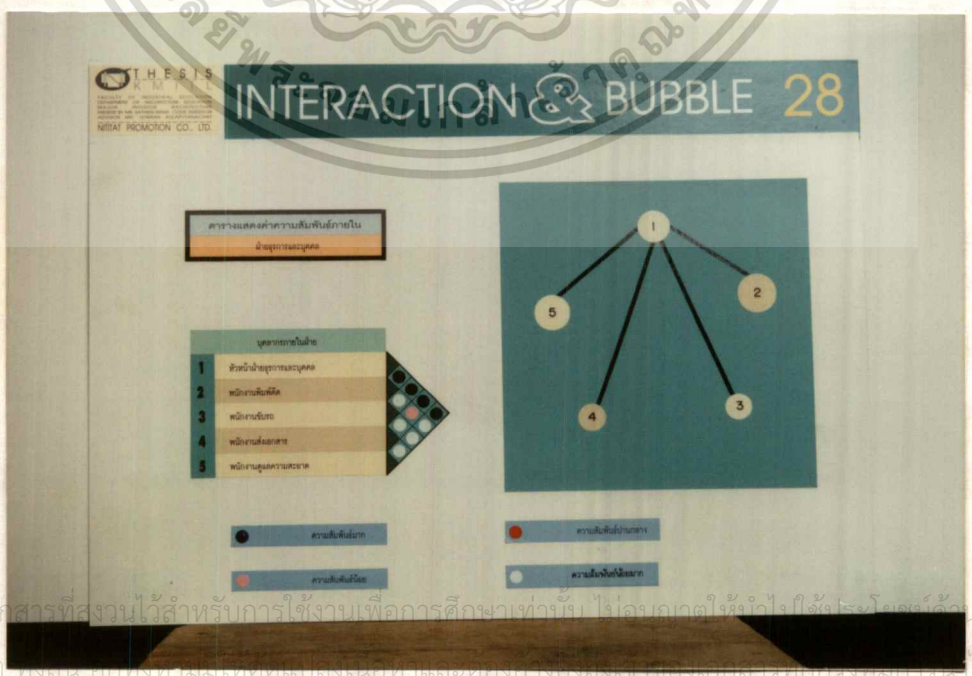 THESIS
KMITL
NITITAT PROMOTION CO., LTD.
INTERACTION & BUBBLE 28
ตารางแสดงค่าความสัมพันธ์ภายใน
ฝ่ายธุรการและบุคคล
บุคลากรภายในฝ่าย
1 หัวหน้าฝ่ายธุรการและบุคคล
2 พนักงานพิมพ์ดีด
3 พนักงานขับรถ
4 พนักงานส่งเอกสาร
5 พนักงานดูแลความสะอาด
1
2
5
4
3
ความสัมพันธ์มาก
ความสัมพันธ์ปานกลาง
ความสัมพันธ์น้อย
ความสัมพันธ์น้อยมาก
สงวนไว้สำหรับการใช้งานเพื่อการศึกษาเท่านั้น ไม่อนุญาตให้นำไปใช้ประโยชน์